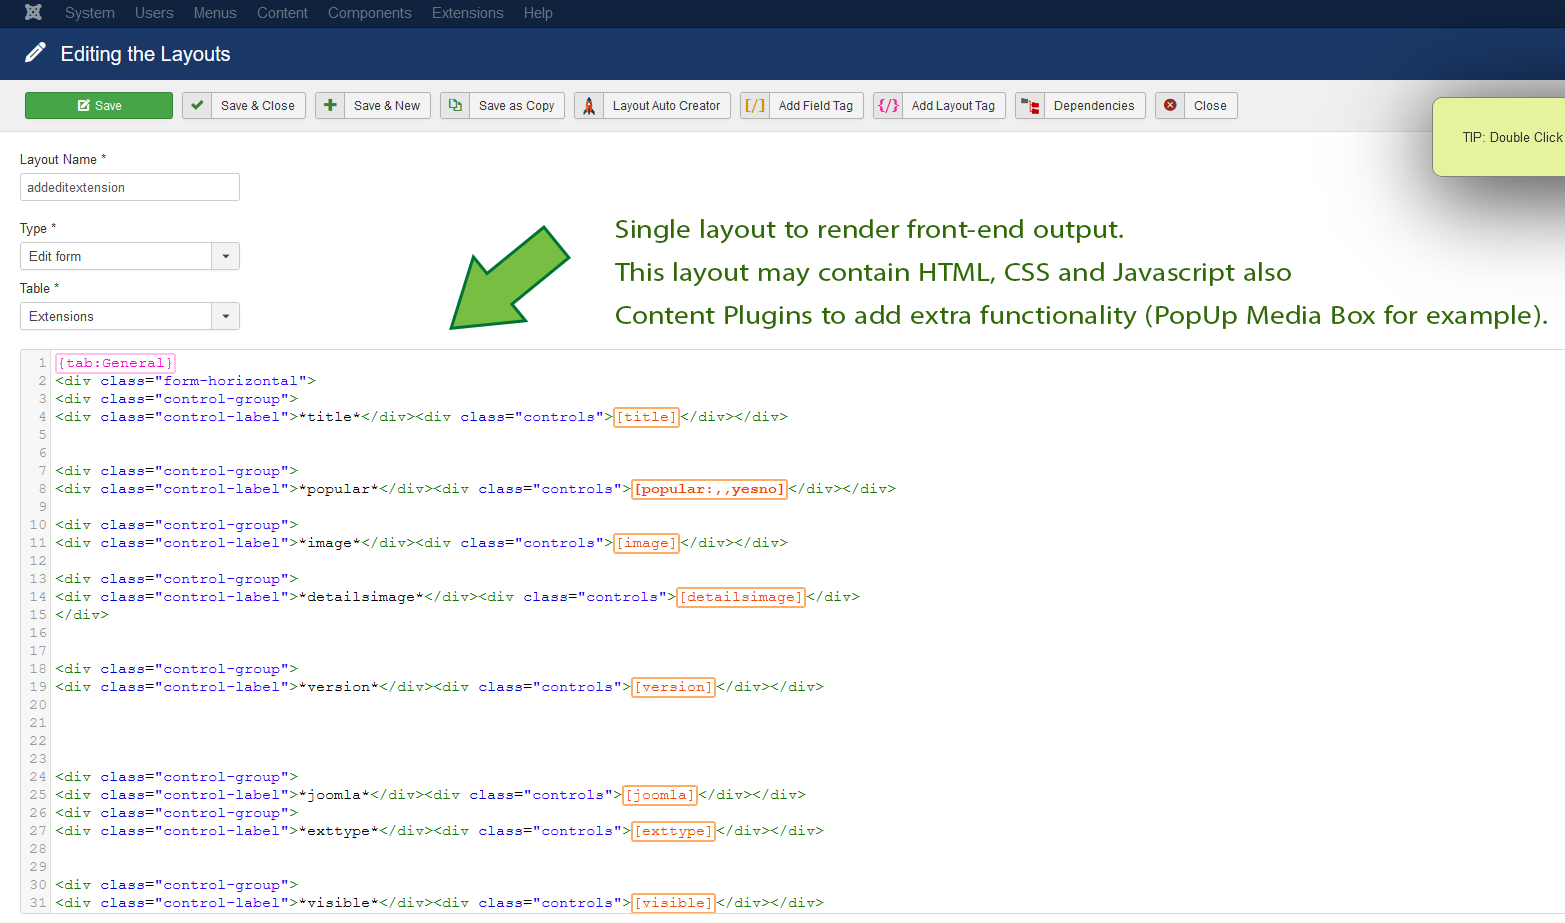 System Users Menus Content Components Extensions Help
Editing the Layouts
Save Save & Close Save & New Save as Copy Layout Auto Creator [/] Add Field Tag {/} Add Layout Tag Dependencies Close
TIP: Double Click
Layout Name *
addeditextension
Type *
Edit form
Table *
Extensions
Single layout to render front-end output.
This layout may contain HTML, CSS and Javascript also
Content Plugins to add extra functionality (PopUp Media Box for example).
1 {tab:General}
2 <div class="form-horizontal">
3 <div class="control-group">
4 <div class="control-label">*title*</div><div class="controls">[title]</div></div>
5
6
7 <div class="control-group">
8 <div class="control-label">*popular*</div><div class="controls">[popular:,,yesno]</div></div>
9
10 <div class="control-group">
11 <div class="control-label">*image*</div><div class="controls">[image]</div></div>
12
13 <div class="control-group">
14 <div class="control-label">*detailsimage*</div><div class="controls">[detailsimage]</div>
15 </div>
16
17
18 <div class="control-group">
19 <div class="control-label">*version*</div><div class="controls">[version]</div></div>
20
21
22
23
24 <div class="control-group">
25 <div class="control-label">*joomla*</div><div class="controls">[joomla]</div></div>
26 <div class="control-group">
27 <div class="control-label">*exttype*</div><div class="controls">[exttype]</div></div>
28
29
30 <div class="control-group">
31 <div class="control-label">*visible*</div><div class="controls">[visible]</div></div>